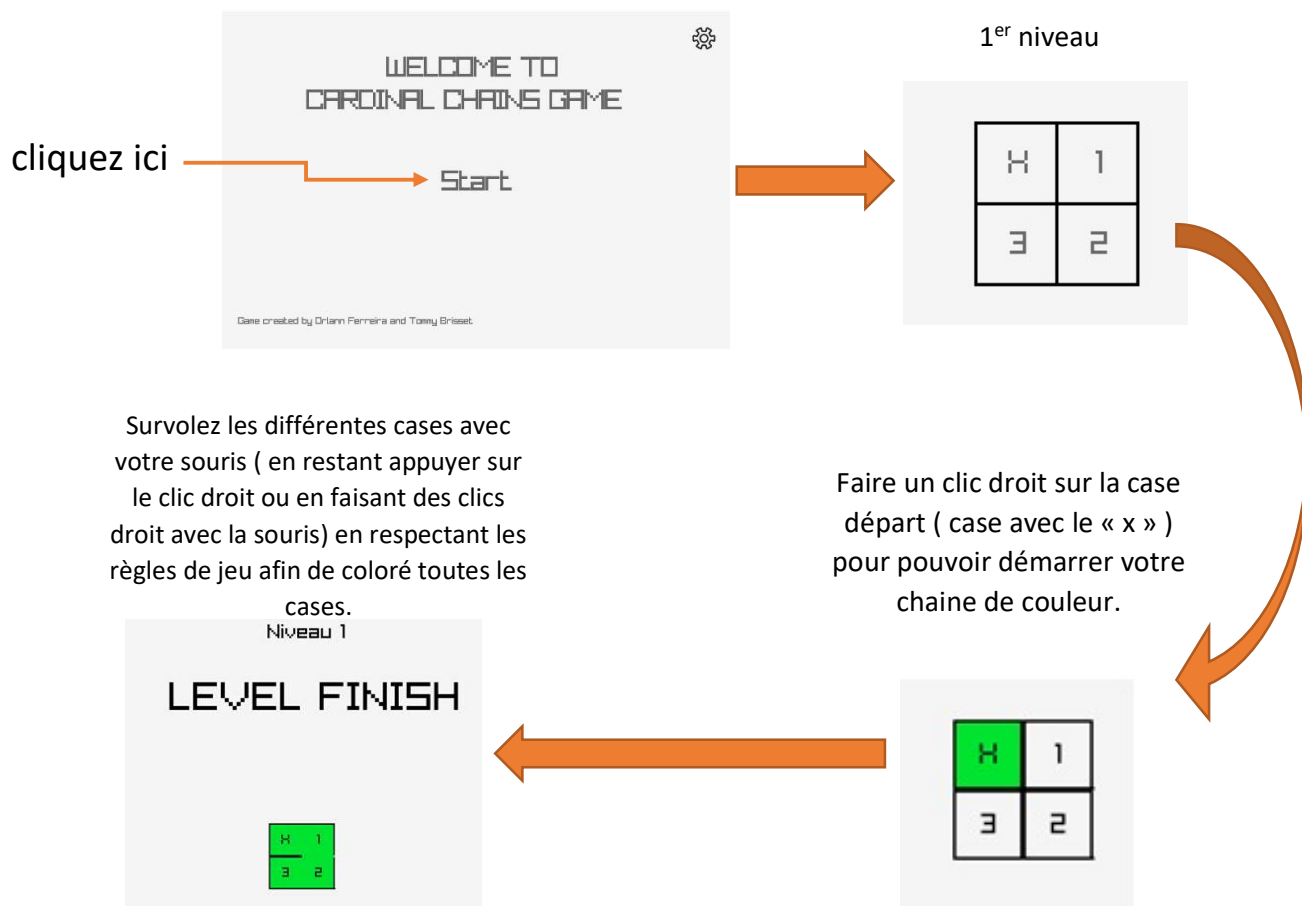 WELCOME TO
CARDINAL CHAINS GAME
cliquez ici
Start
Game created by Orlann Ferreira and Tommy Brisset
1er niveau
X 1
3 2
Faire un clic droit sur la case
départ ( case avec le « x » )
pour pouvoir démarrer votre
chaine de couleur.
X 1
3 2
Survolez les différentes cases avec
votre souris ( en restant appuyer sur
le clic droit ou en faisant des clics
droit avec la souris) en respectant les
règles de jeu afin de coloré toutes les
cases.
Niveau 1
LEVEL FINISH
X 1
3 2